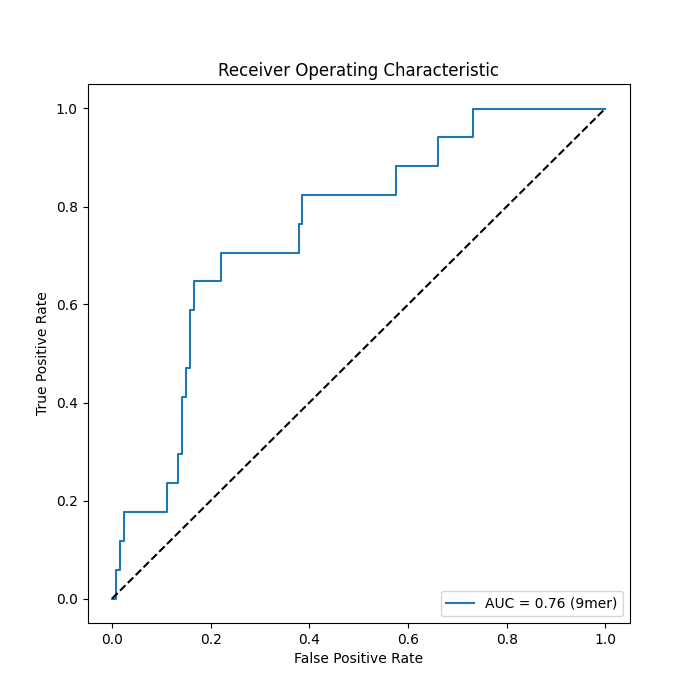 Receiver Operating Characteristic
1.0
0.8
0.6
0.4
0.2
0.0
True Positive Rate
AUC = 0.76 (9mer)
0.0 0.2 0.4 0.6 0.8 1.0
False Positive Rate